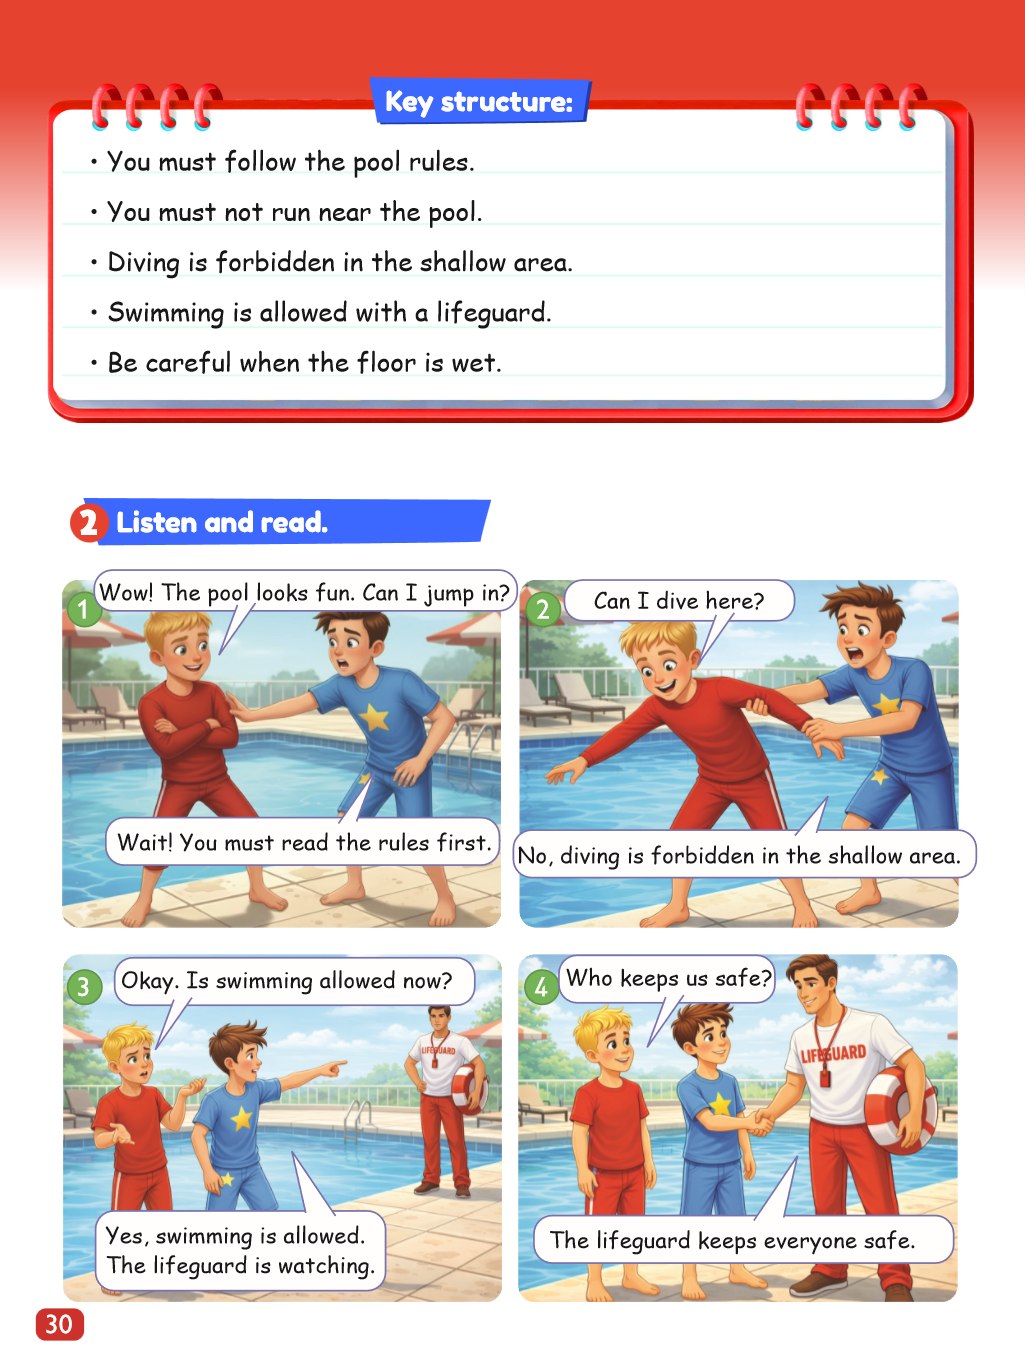 Key structure:
• You must follow the pool rules.
• You must not run near the pool.
• Diving is forbidden in the shallow area.
• Swimming is allowed with a lifeguard.
• Be careful when the floor is wet.
2 Listen and read.
1
Wow! The pool looks fun. Can I jump in?
Wait! You must read the rules first.
2
Can I dive here?
No, diving is forbidden in the shallow area.
3
Okay. Is swimming allowed now?
LIFEGUARD
Yes, swimming is allowed.
The lifeguard is watching.
4
Who keeps us safe?
LIFEGUARD
The lifeguard keeps everyone safe.
30